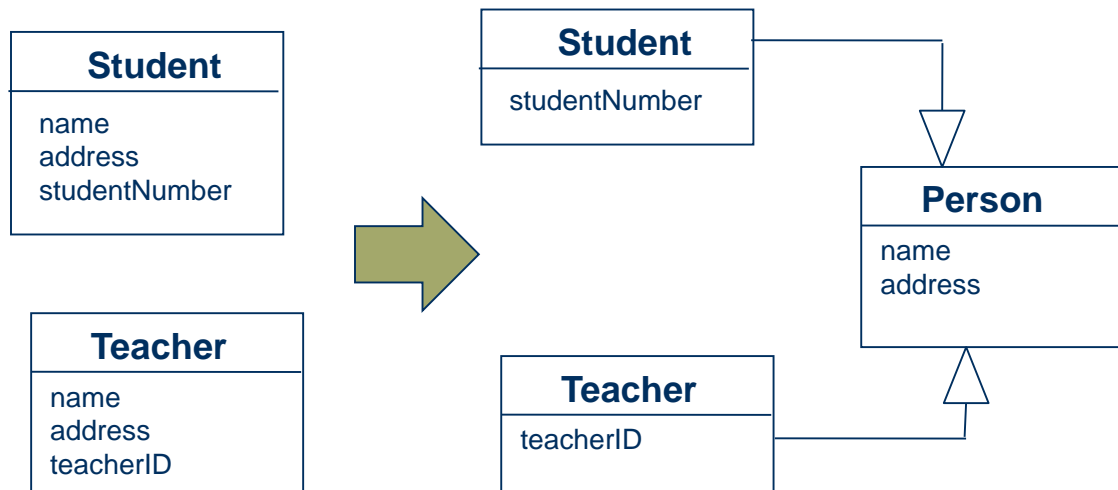 Student
name
address
studentNumber
Teacher
name
address
teacherID
Student
studentNumber
Teacher
teacherID
Person
name
address